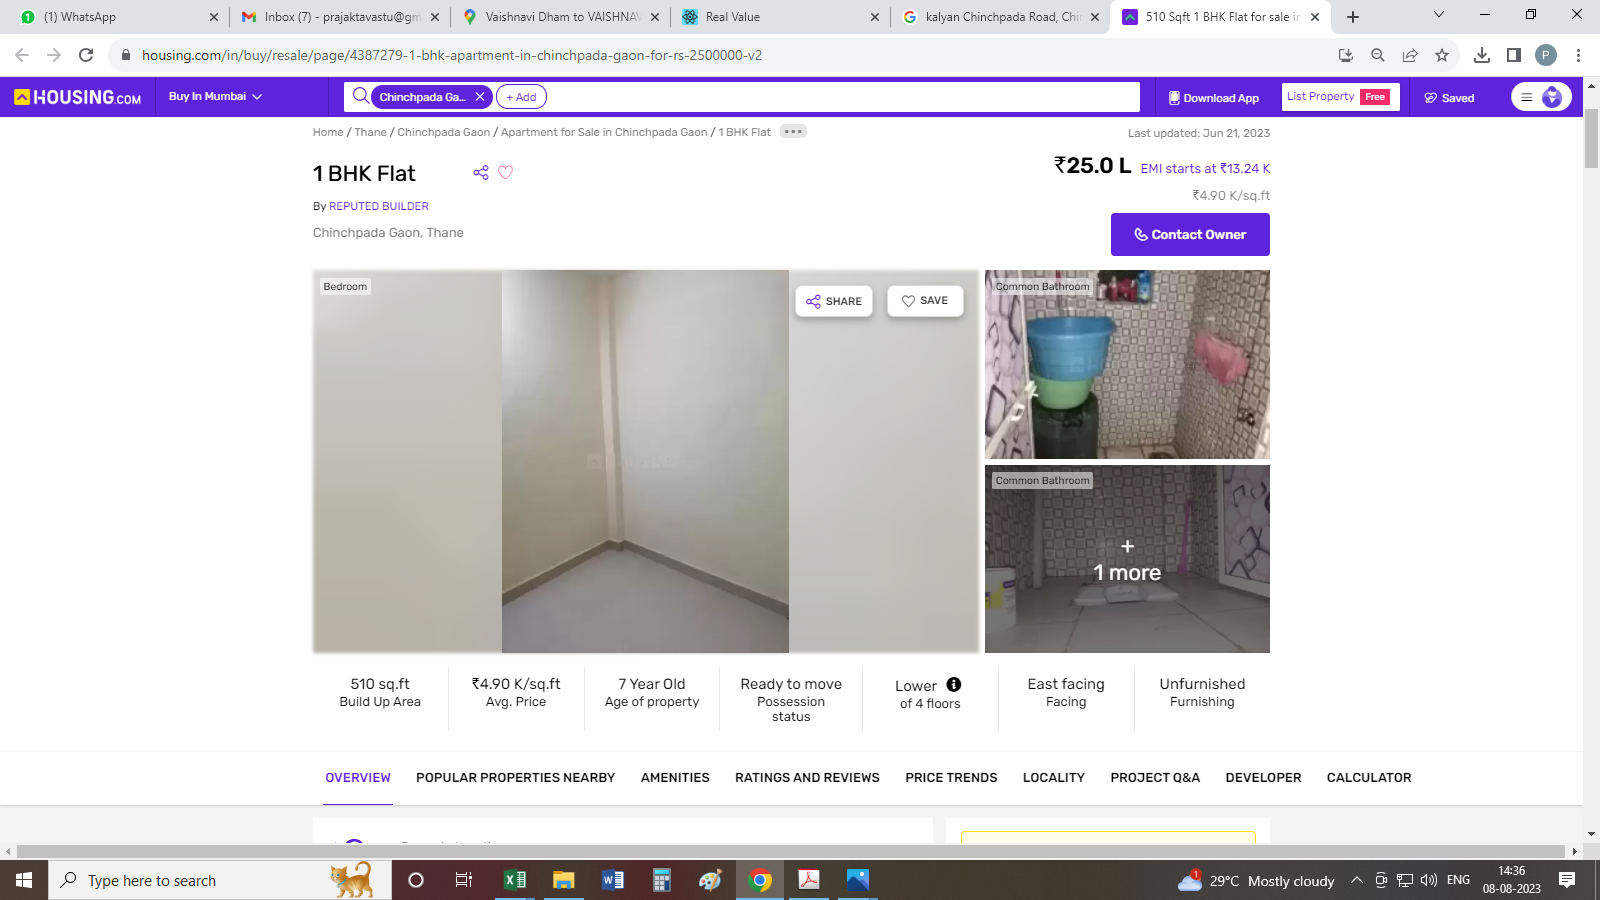 (1) WhatsApp
Inbox (7) - prajaktavastu@gm
Vaishnavi Dham to VAISHNAV
Real Value
kalyan Chinchpada Road, Chin
510 Sqft 1 BHK Flat for sale in
housing.com/in/buy/resale/page/4387279-1-bhk-apartment-in-chinchpada-gaon-for-rs-2500000-v2
P
HOUSING.COM
Buy In Mumbai
Chinchpada Ga...
+ Add
Download App
List Property Free
Saved
Home / Thane / Chinchpada Gaon / Apartment for Sale in Chinchpada Gaon / 1 BHK Flat
Last updated: Jun 21, 2023
1 BHK Flat
₹25.0 L EMI starts at ₹13.24 K
₹4.90 K/sq.ft
By REPUTED BUILDER
Chinchpada Gaon, Thane
Contact Owner
Bedroom
SHARE
SAVE
Common Bathroom
Common Bathroom
+
1 more
510 sq.ft
Build Up Area
₹4.90 K/sq.ft
Avg. Price
7 Year Old
Age of property
Ready to move
Possession
status
Lower
of 4 floors
East facing
Facing
Unfurnished
Furnishing
OVERVIEW
POPULAR PROPERTIES NEARBY
AMENITIES
RATINGS AND REVIEWS
PRICE TRENDS
LOCALITY
PROJECT Q&A
DEVELOPER
CALCULATOR
Type here to search
1
29°C Mostly cloudy
ENG
14:36
08-08-2023